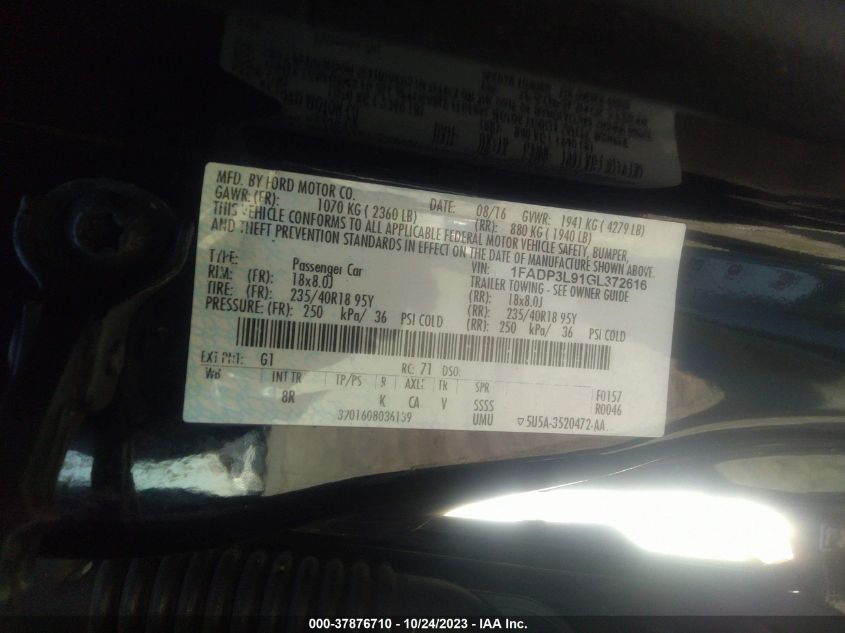 MFD. BY FORD MOTOR CO. DATE: 08/16 GVWR: 1941 KG ( 4279 LB)
GAWR: (FR): 1070 KG ( 2360 LB) (RR): 880 KG ( 1940 LB)
THIS VEHICLE CONFORMS TO ALL APPLICABLE FEDERAL MOTOR VEHICLE SAFETY, BUMPER,
AND THEFT PREVENTION STANDARDS IN EFFECT ON THE DATE OF MANUFACTURE SHOWN ABOVE.
VIN: 1FADP3L91GL372616
TYPE: Passenger Car TRAILER TOWING - SEE OWNER GUIDE
RIM: (FR): 18x8.0J (RR): 18x8.0J
TIRE: (FR): 235/40R18 95Y (RR): 235/40R18 95Y
PRESSURE: (FR): 250 kPa/ 36 PSI COLD (RR): 250 kPa/ 36 PSI COLD
EXT PNT: G1 RC: 71 DSO:
WB INT TR TP/PS R AXLE TR SPR F0157
8R K CA V SSSS R0046
3701608036139 UMU ▽ 5U5A-3520472-AA
000-37876710 - 10/24/2023 - IAA Inc.